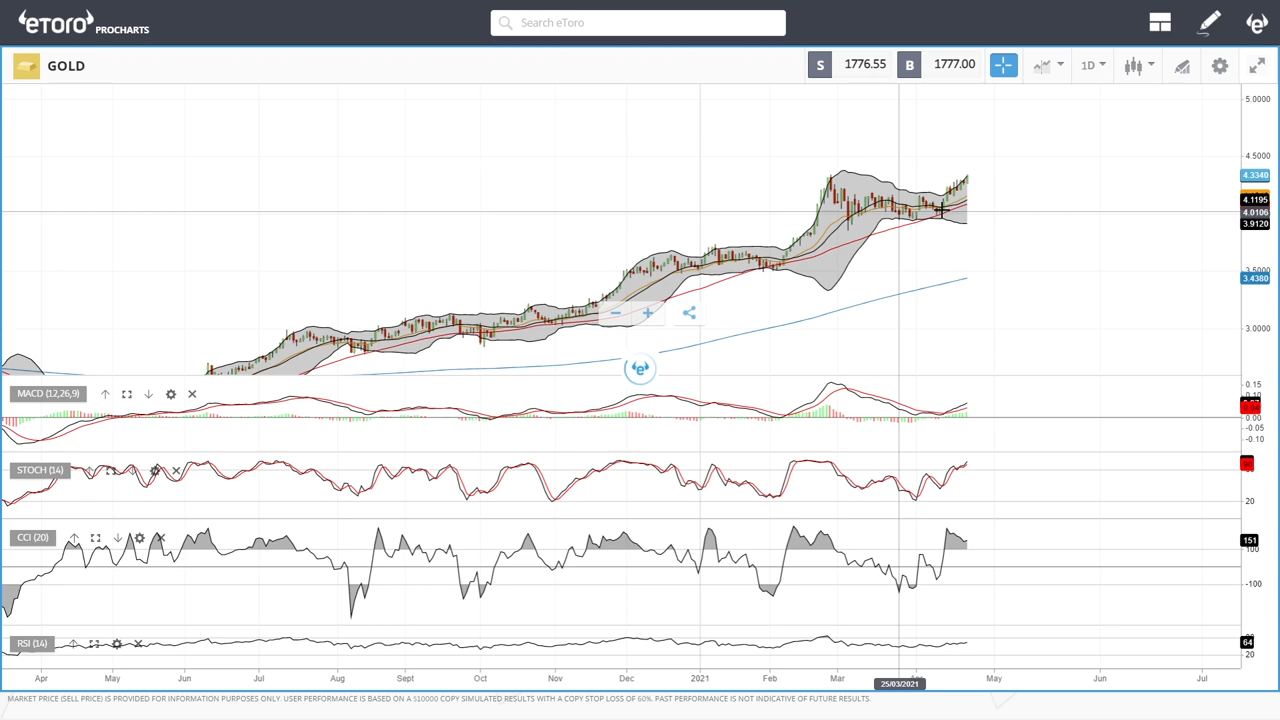 eToro PROCHARTS
Search eToro
GOLD
S 1776.55 B 1777.00 1D
5.0000
4.5000
4.3340
4.1195
4.0106
3.9120
3.5000
3.4380
3.0000
MACD (12,26,9)
0.15
0.10
0.04
0.00
-0.05
-0.10
STOCH (14)
20
CCI (20)
151
100
-100
RSI (14)
64
20
Apr May Jun Jul Aug Sept Oct Nov Dec 2021 Feb Mar May Jun Jul
25/03/2021
MARKET PRICE (SELL PRICE) IS PROVIDED FOR INFORMATION PURPOSES ONLY. USER PERFORMANCE IS BASED ON A $10000 COPY SIMULATED RESULTS WITH A COPY STOP LOSS OF 60%. PAST PERFORMANCE IS NOT INDICATIVE OF FUTURE RESULTS.